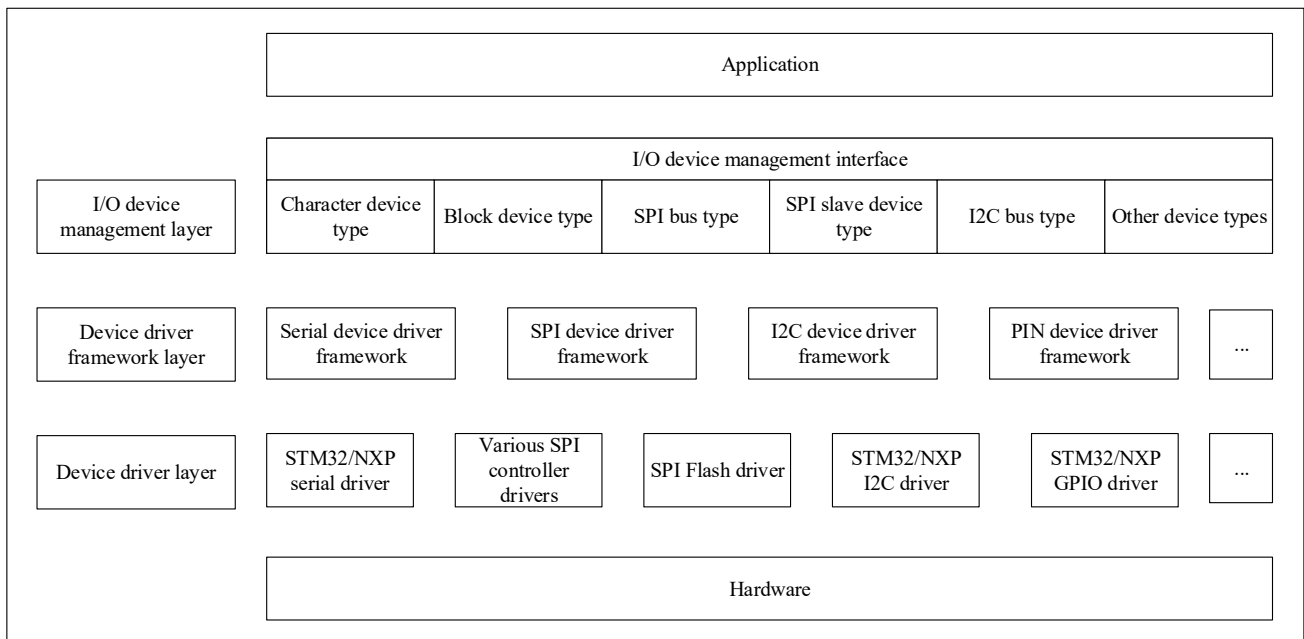 Application
I/O device management interface
I/O device
management layer
Character device
type
Block device type
SPI bus type
SPI slave device
type
I2C bus type
Other device types
Device driver
framework layer
Serial device driver
framework
SPI device driver
framework
I2C device driver
framework
PIN device driver
framework
...
Device driver layer
STM32/NXP
serial driver
Various SPI
controller
drivers
SPI Flash driver
STM32/NXP
I2C driver
STM32/NXP
GPIO driver
...
Hardware